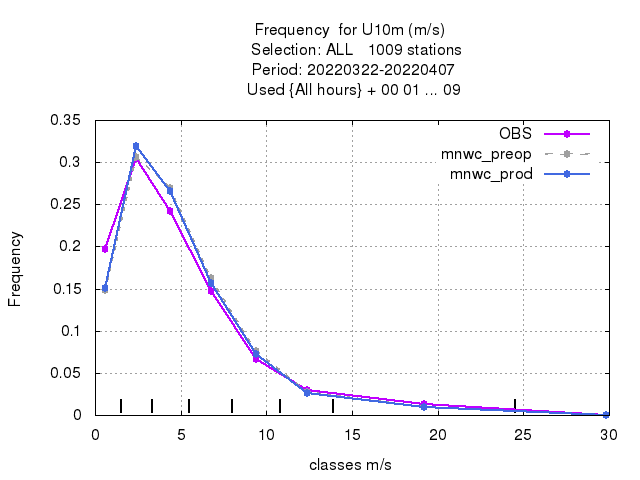 Frequency  for U10m (m/s)
Selection: ALL   1009 stations
Period: 20220322-20220407
Used {All hours} + 00 01 ... 09
OBS
mnwc_preop
mnwc_prod
Frequency
0.35
0.3
0.25
0.2
0.15
0.1
0.05
0
0 5 10 15 20 25 30
classes m/s